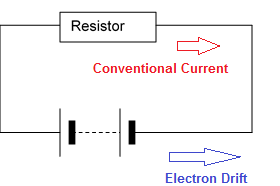 Resistor
Conventional Current
Electron Drift